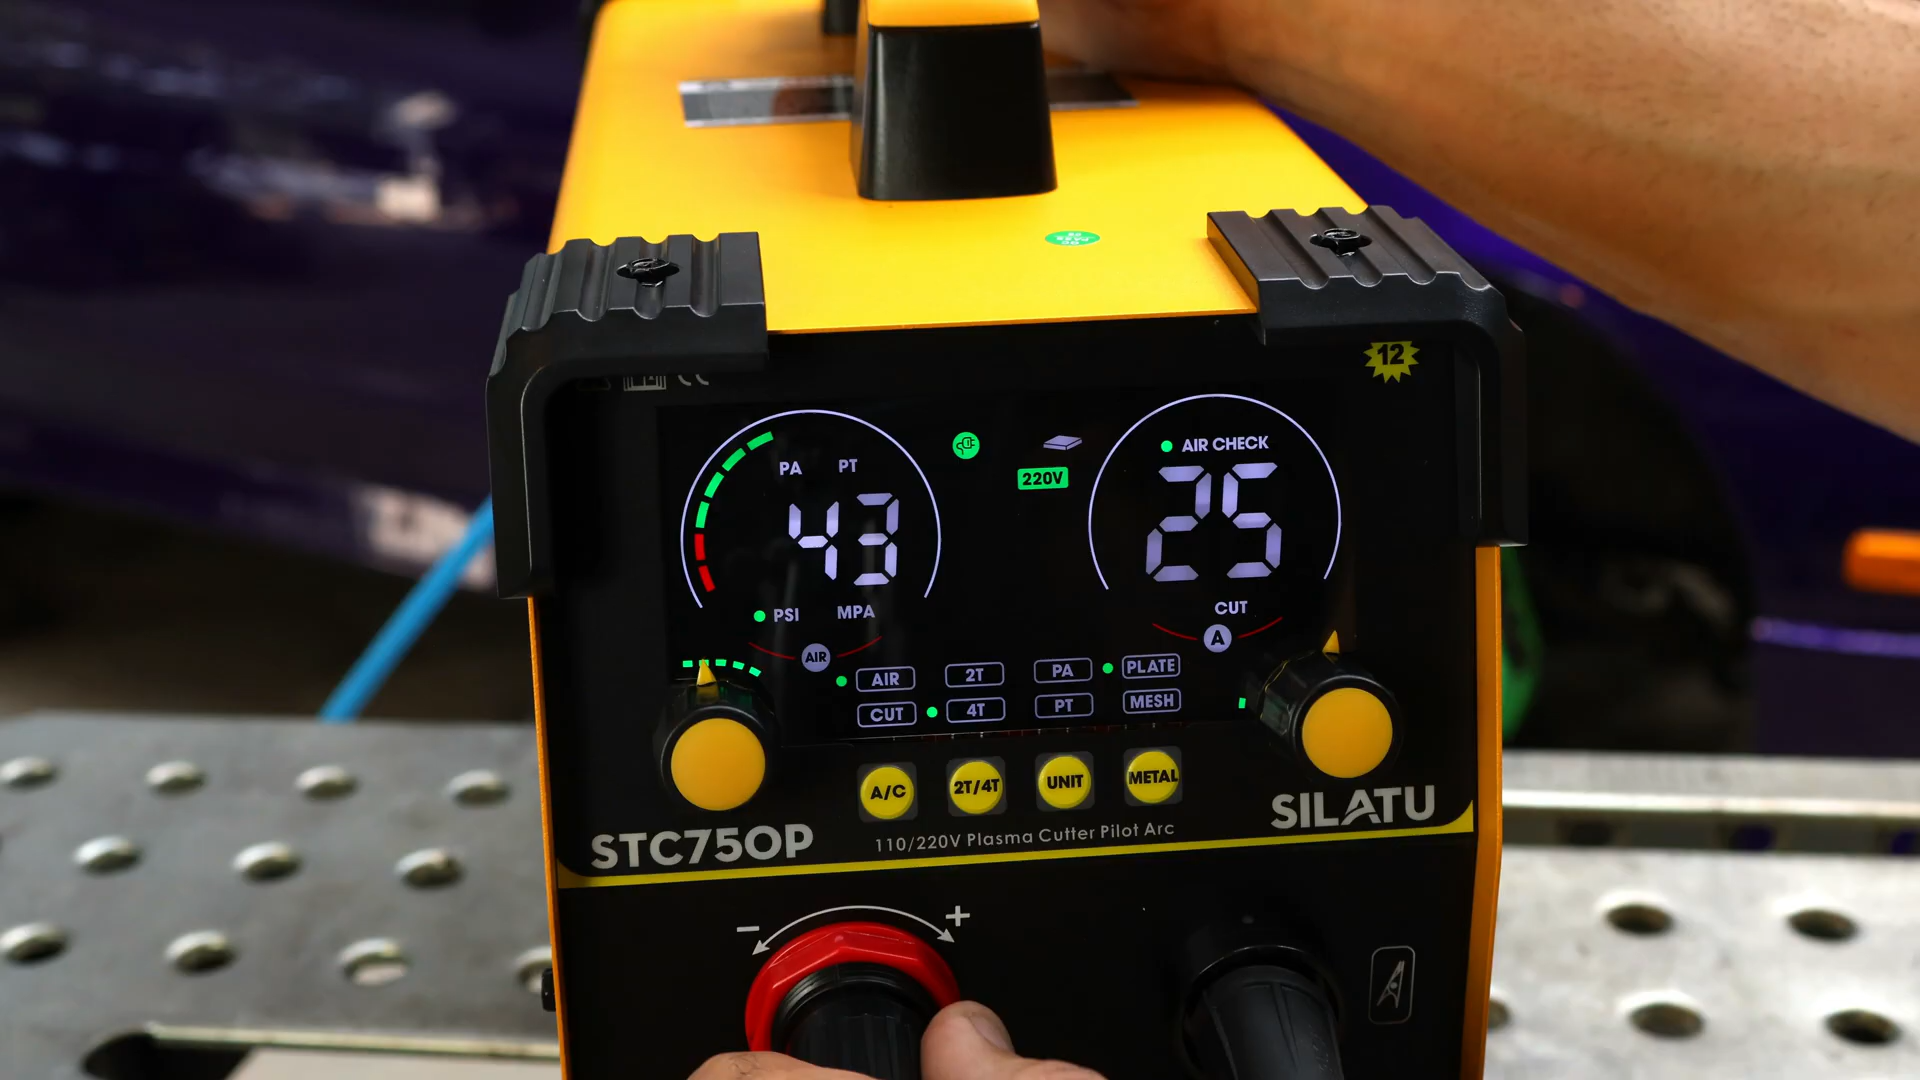 12
AIR CHECK
PA PT
220V
43
25
PSI MPA
CUT
AIR
A
AIR 2T PA PLATE
CUT 4T PT MESH
A/C 2T/4T UNIT METAL
STC750P
110/220V Plasma Cutter Pilot Arc
SILATU
− +